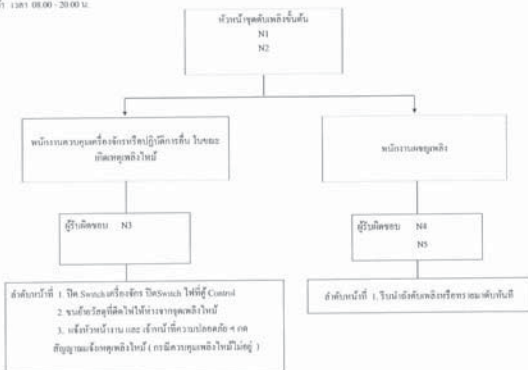 เวลา 08.00 - 20.00 น.
หัวหน้าชุดดับเพลิงขั้นต้น
N1
N2
พนักงานควบคุมเครื่องจักรหรือปฏิบัติการอื่น ในขณะ
เกิดเหตุเพลิงไหม้
พนักงานผจญเพลิง
ผู้รับผิดชอบ N3
ผู้รับผิดชอบ N4
N5
ลำดับหน้าที่ 1. ปิด Switch เครื่องจักร ปิดSwitch ไฟที่ตู้ Control
2. ขนย้ายวัสดุที่ติดไฟให้ห่างจากจุดเพลิงไหม้
3. แจ้งหัวหน้างาน และ เจ้าหน้าที่ความปลอดภัย ฯ กด
สัญญาณแจ้งเหตุเพลิงไหม้ ( กรณีควบคุมเพลิงไหม้ไม่อยู่ )
ลำดับหน้าที่ 1. รีบนำถังดับเพลิงหรือทรายมาดับทันที